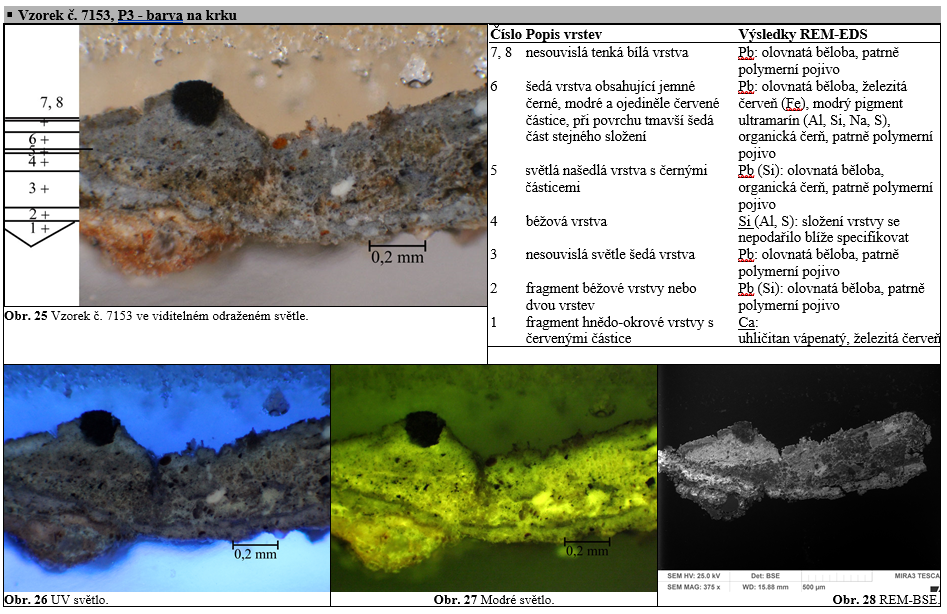 ▪ Vzorek č. 7153, P3 - barva na krku
7, 8
+
6 +
5 +
4 +
3 +
2 +
1 +
0,2 mm
Obr. 25 Vzorek č. 7153 ve viditelném odraženém světle.
Číslo Popis vrstev Výsledky REM-EDS
7, 8 nesouvislá tenká bílá vrstva Pb: olovnatá běloba, patrně
polymerní pojivo
6 šedá vrstva obsahující jemné Pb: olovnatá běloba, železitá
černé, modré a ojediněle červené červeň (Fe), modrý pigment
částice, při povrchu tmavší šedá ultramarín (Al, Si, Na, S),
část stejného složení organická čerň, patrně polymerní
pojivo
5 světlá našedlá vrstva s černými Pb (Si): olovnatá běloba,
částicemi organická čerň, patrně polymerní
pojivo
4 béžová vrstva Si (Al, S): složení vrstvy se
nepodařilo blíže specifikovat
3 nesouvislá světle šedá vrstva Pb: olovnatá běloba, patrně
polymerní pojivo
2 fragment béžové vrstvy nebo Pb (Si): olovnatá běloba, patrně
dvou vrstev polymerní pojivo
1 fragment hnědo-okrové vrstvy s Ca:
červenými částice uhličitan vápenatý, železitá červeň
0,2 mm
0,2 mm
SEM HV: 25.0 kV Det: BSE MIRA3 TESCA
SEM MAG: 375 x WD: 15.88 mm 500 µm
Obr. 26 UV světlo. Obr. 27 Modré světlo. Obr. 28 REM-BSE.